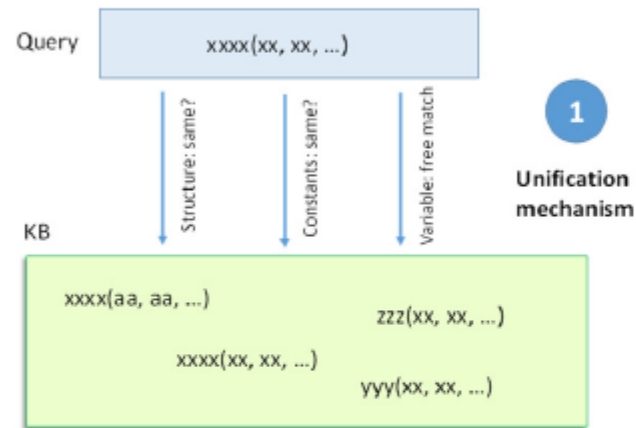 Query
xxxx(xx, xx, ...)
Structure: same?
Constants: same?
Variable: free match
1
Unification
mechanism
KB
xxxx(aa, aa, ...)
zzz(xx, xx, ...)
xxxx(xx, xx, ...)
yyy(xx, xx, ...)